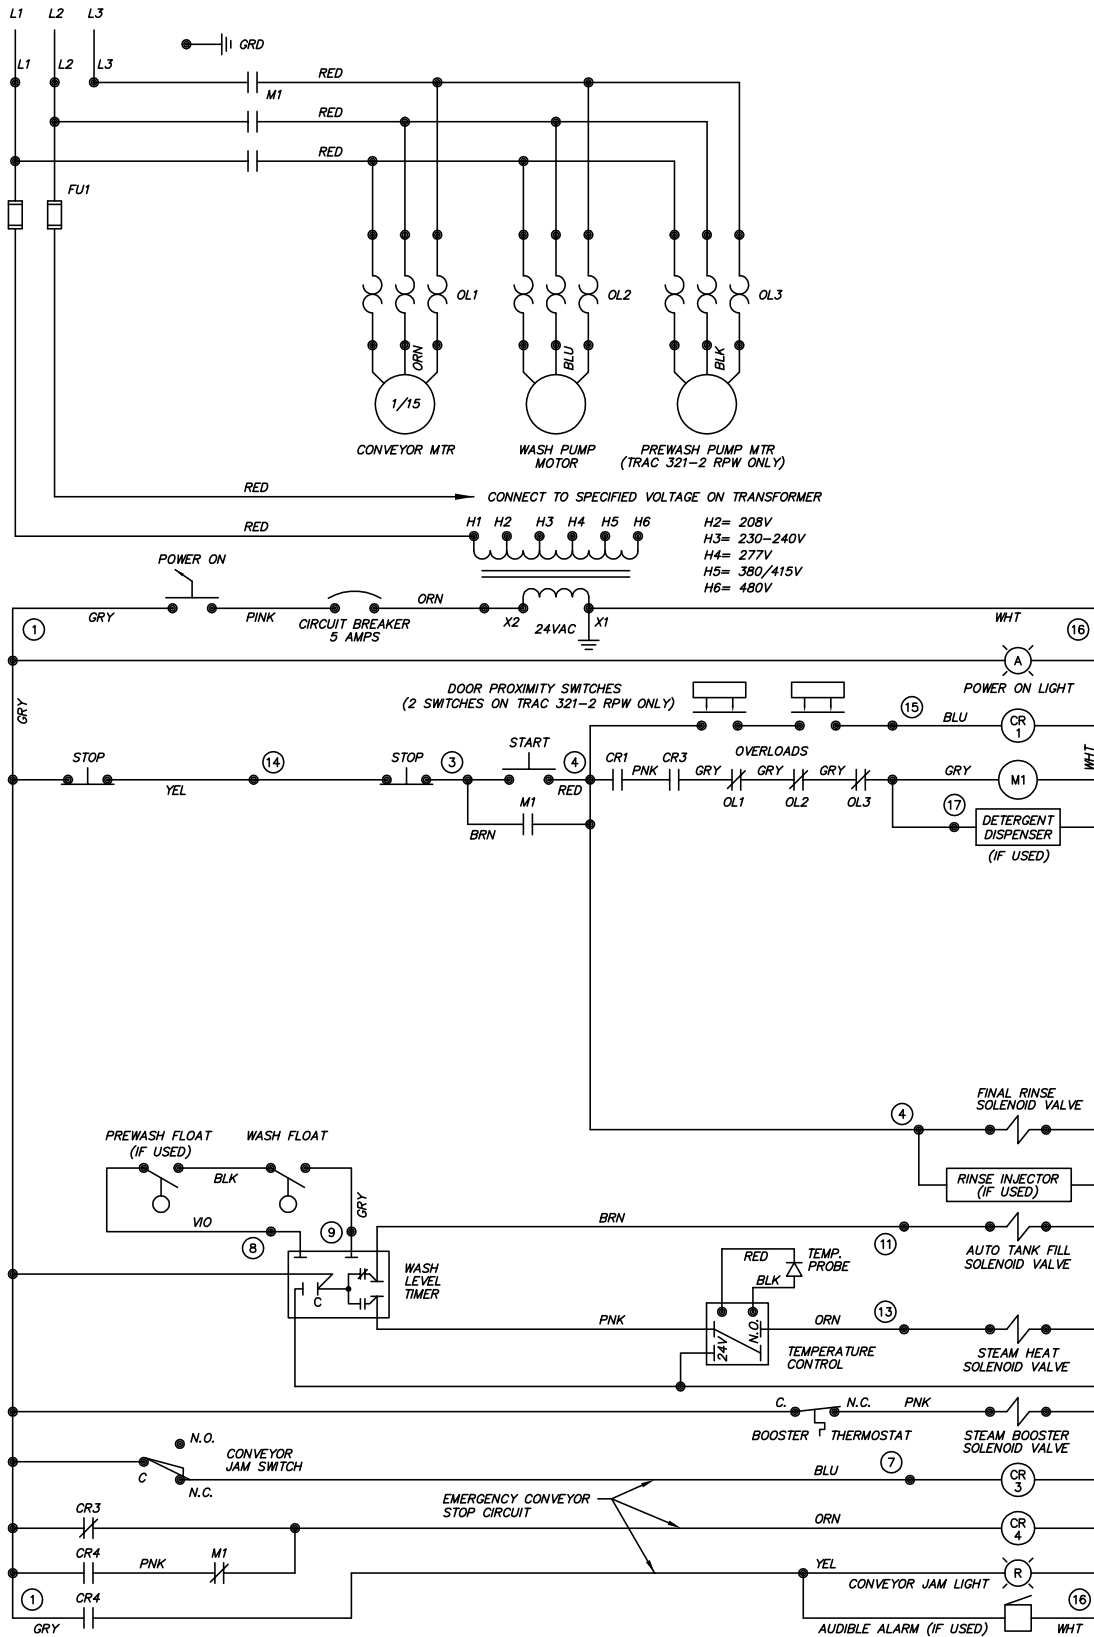 L1 L2 L3
GRD
L1 L2 L3
RED
M1
RED
RED
FU1
OL1 OL2 OL3
ORN BLU BLK
1/15
CONVEYOR MTR
WASH PUMP
MOTOR
PREWASH PUMP MTR
(TRAC 321-2 RPW ONLY)
RED
CONNECT TO SPECIFIED VOLTAGE ON TRANSFORMER
RED
H1 H2 H3 H4 H5 H6
H2= 208V
H3= 230-240V
H4= 277V
H5= 380/415V
H6= 480V
POWER ON
GRY
PINK
CIRCUIT BREAKER
5 AMPS
ORN
X2
24VAC
X1
WHT
1
16
A
POWER ON LIGHT
GRY
DOOR PROXIMITY SWITCHES
(2 SWITCHES ON TRAC 321-2 RPW ONLY)
15
BLU
CR
1
WHT
STOP
YEL
14
STOP
3
START
4
RED
CR1
PNK
CR3
GRY
OVERLOADS
GRY
GRY
OL1
OL2
OL3
GRY
M1
M1
BRN
17
DETERGENT
DISPENSER
(IF USED)
4
FINAL RINSE
SOLENOID VALVE
PREWASH FLOAT
(IF USED)
WASH FLOAT
BLK
GRY
VIO
8
9
RINSE INJECTOR
(IF USED)
BRN
11
AUTO TANK FILL
SOLENOID VALVE
WASH
LEVEL
TIMER
C
RED
TEMP.
PROBE
BLK
PNK
24V
N.O.
ORN
13
TEMPERATURE
CONTROL
STEAM HEAT
SOLENOID VALVE
C.
N.C.
PNK
BOOSTER THERMOSTAT
STEAM BOOSTER
SOLENOID VALVE
N.O.
CONVEYOR
JAM SWITCH
C
N.C.
BLU
7
CR
3
EMERGENCY CONVEYOR
STOP CIRCUIT
CR3
ORN
CR
4
CR4
PNK
M1
YEL
CONVEYOR JAM LIGHT
R
1
CR4
GRY
AUDIBLE ALARM (IF USED)
16
WHT